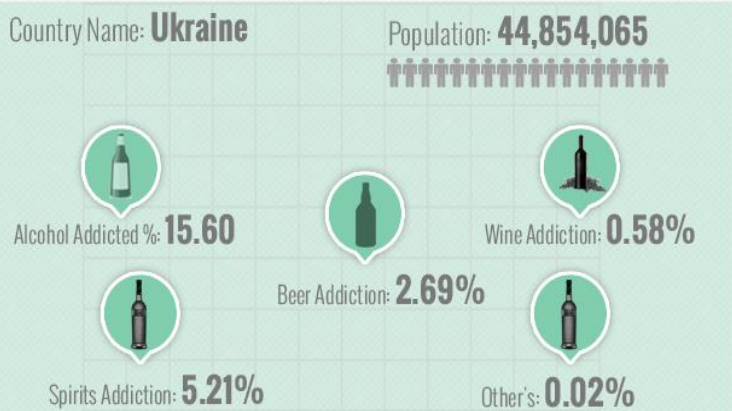 Country Name: Ukraine
Population: 44,854,065
Alcohol Addicted %: 15.60
Wine Addiction: 0.58%
Beer Addiction: 2.69%
Spirits Addiction: 5.21%
Other's: 0.02%